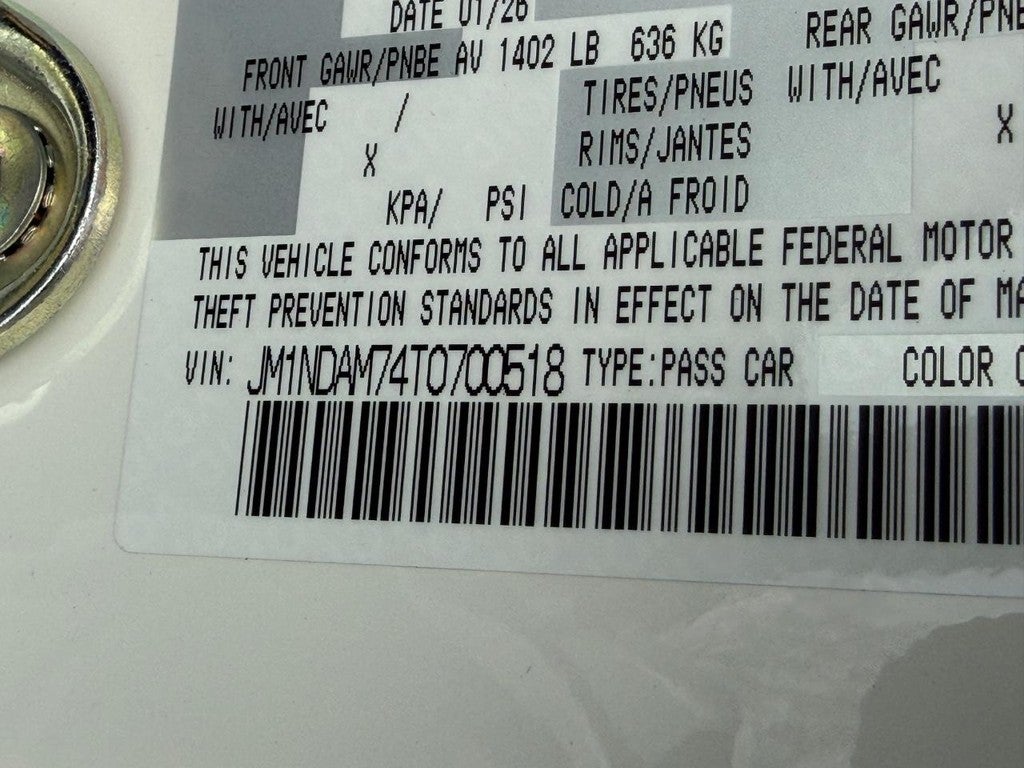 DATE 01/26
FRONT GAWR/PNBE AV 1402 LB 636 KG REAR GAWR/PNB
WITH/AVEC / TIRES/PNEUS WITH/AVEC
X RIMS/JANTES X
KPA/ PSI COLD/A FROID
THIS VEHICLE CONFORMS TO ALL APPLICABLE FEDERAL MOTOR
THEFT PREVENTION STANDARDS IN EFFECT ON THE DATE OF MA
VIN: JM1NDAM74T0700518 TYPE:PASS CAR COLOR C